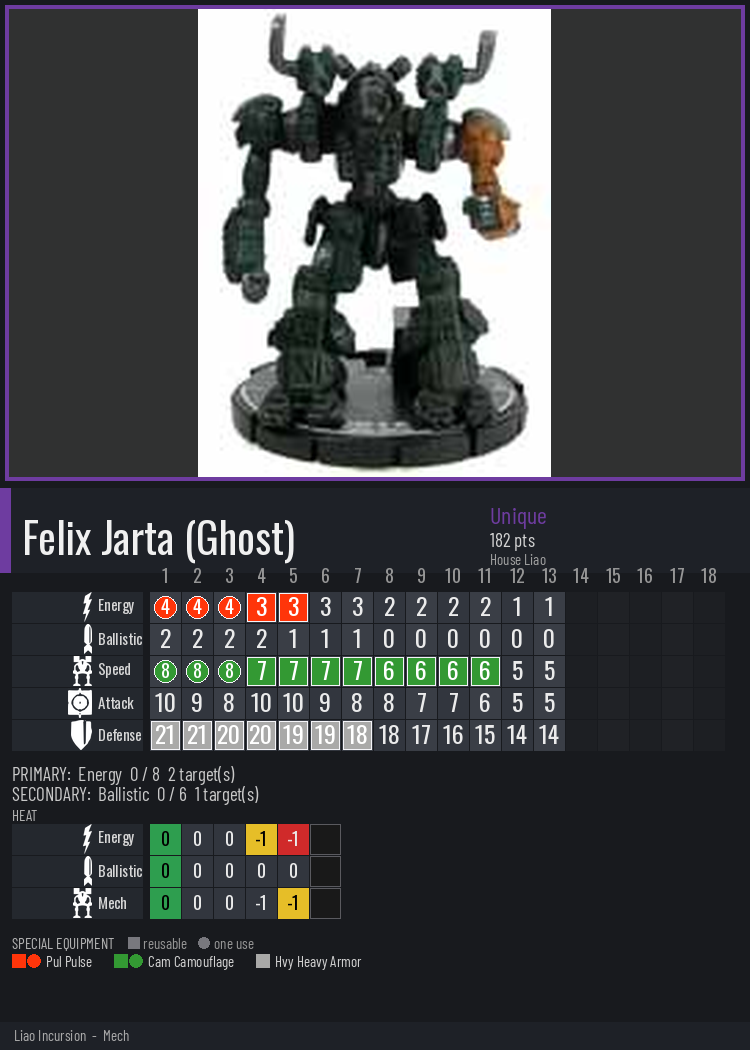 Felix Jarta (Ghost)
Unique
182 pts
House Liao
1 2 3 4 5 6 7 8 9 10 11 12 13 14 15 16 17 18
Energy 4 4 4 3 3 3 3 2 2 2 2 1 1
Ballistic 2 2 2 2 1 1 1 0 0 0 0 0 0
Speed 8 8 8 7 7 7 7 6 6 6 6 5 5
Attack 10 9 8 10 10 9 8 8 7 7 6 5 5
Defense 21 21 20 20 19 19 18 18 17 16 15 14 14
PRIMARY: Energy 0 / 8 2 target(s)
SECONDARY: Ballistic 0 / 6 1 target(s)
HEAT
Energy 0 0 0 -1 -1
Ballistic 0 0 0 0 0
Mech 0 0 0 -1 -1
SPECIAL EQUIPMENT reusable one use
Pul Pulse Cam Camouflage Hvy Heavy Armor
Liao Incursion - Mech